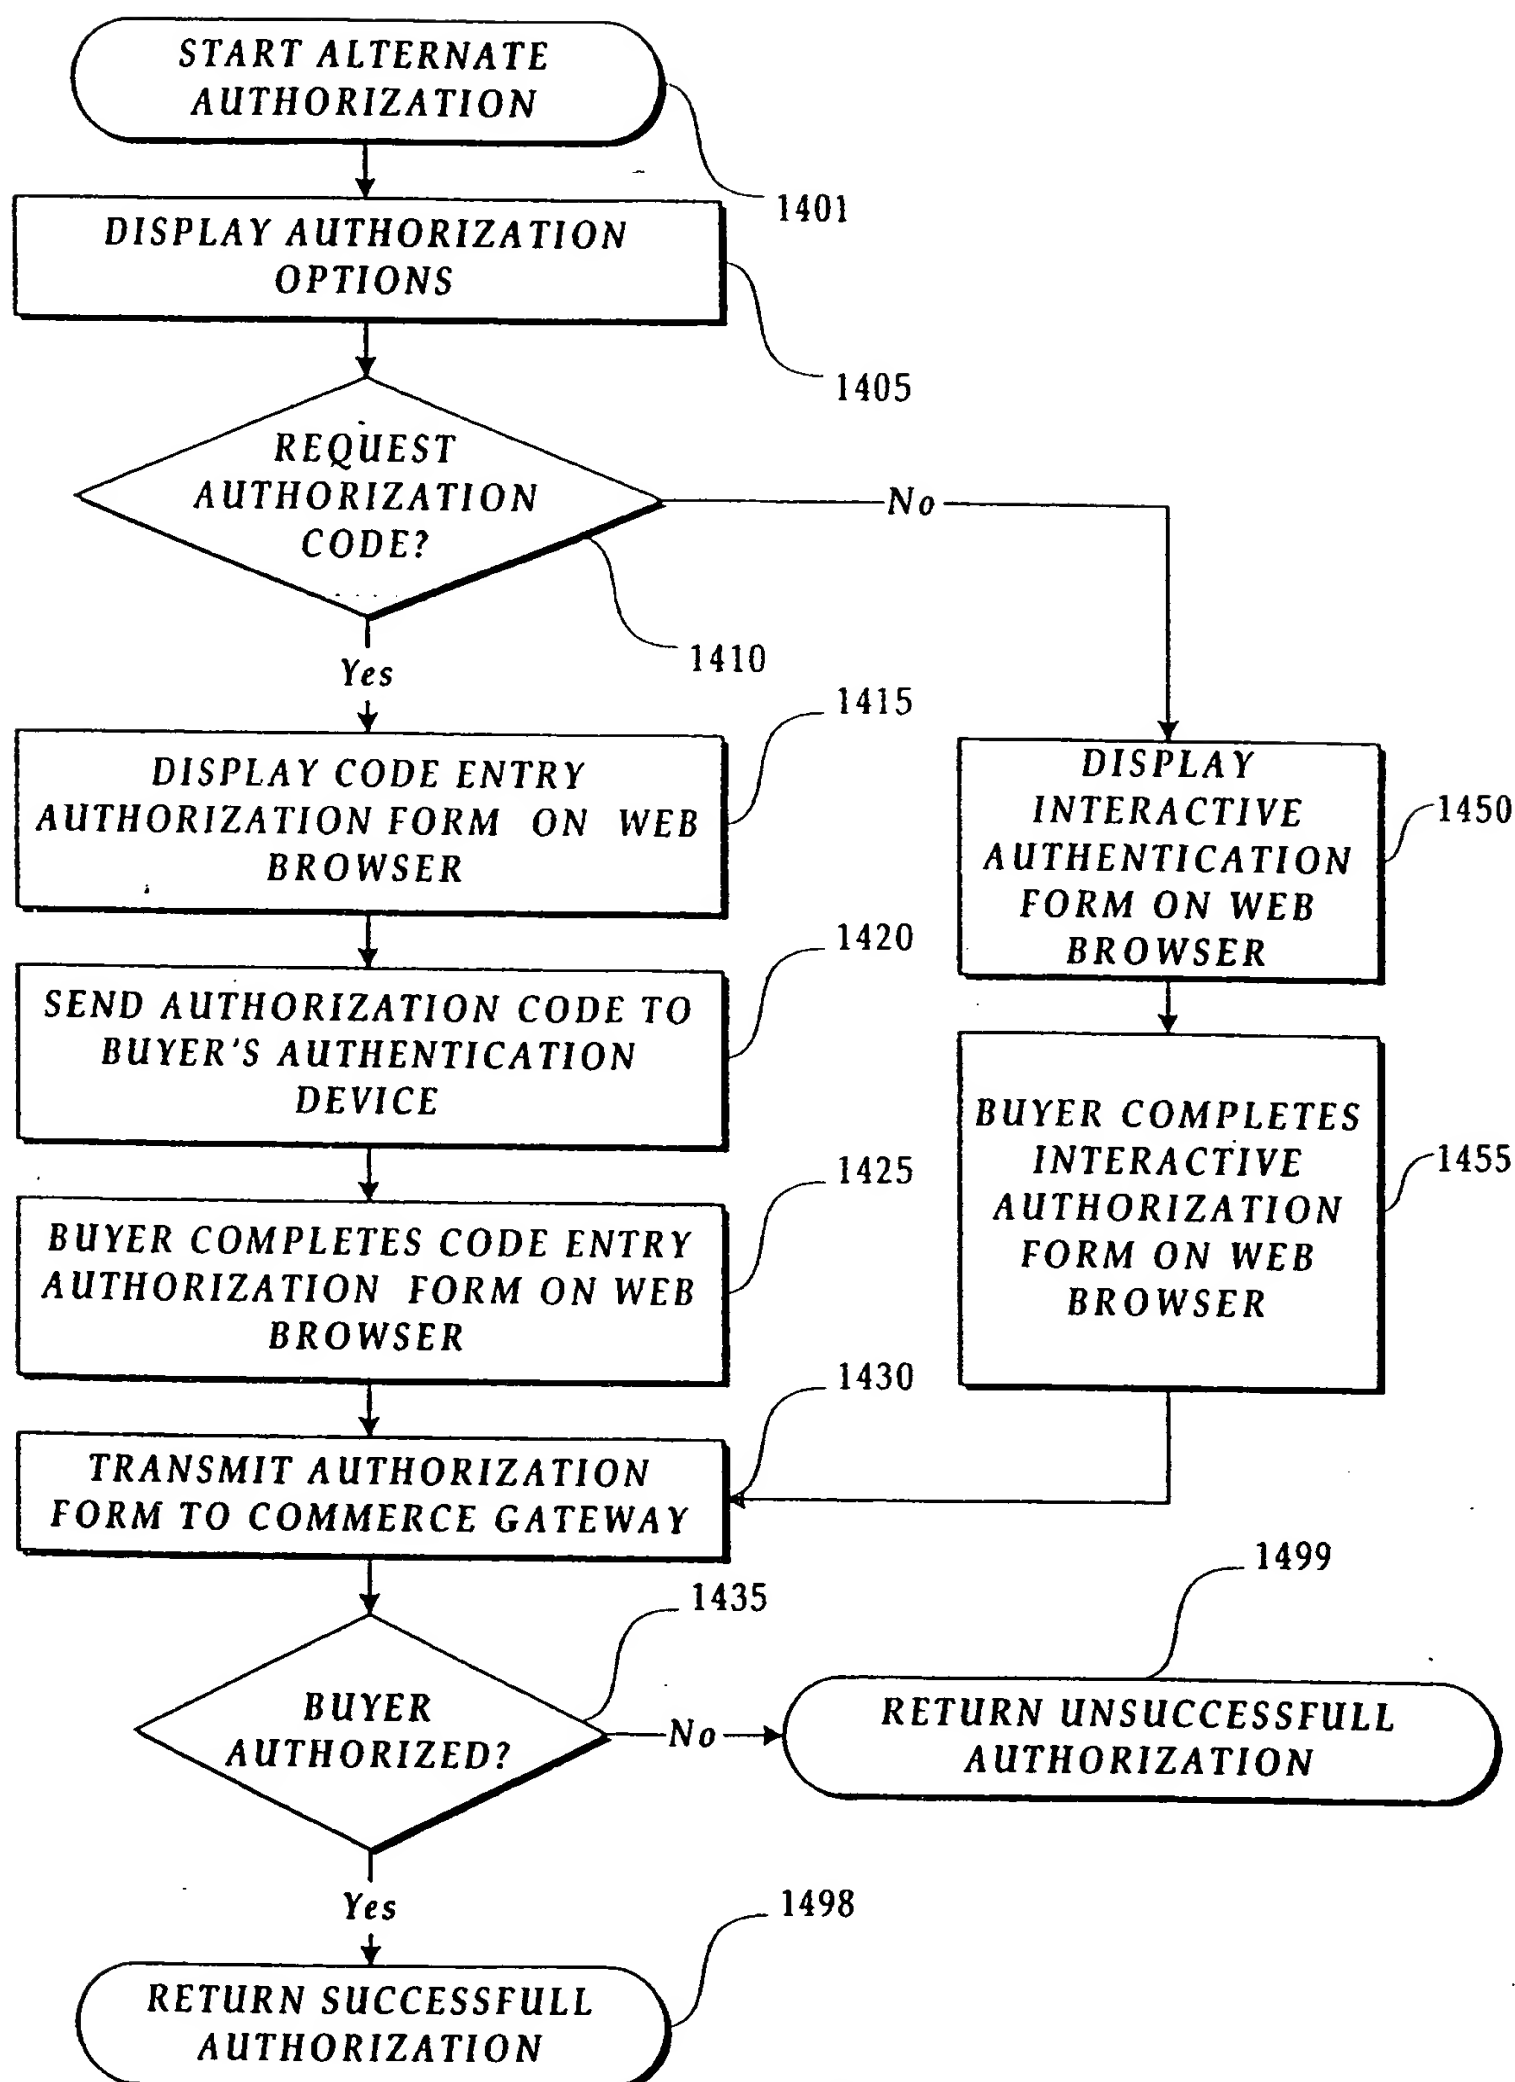 START ALTERNATE
AUTHORIZATION
1401
DISPLAY AUTHORIZATION
OPTIONS
1405
REQUEST
AUTHORIZATION
CODE?
No
1410
Yes
1415
DISPLAY CODE ENTRY
AUTHORIZATION FORM ON WEB
BROWSER
DISPLAY
INTERACTIVE
AUTHENTICATION
FORM ON WEB
BROWSER
1450
1420
SEND AUTHORIZATION CODE TO
BUYER'S AUTHENTICATION
DEVICE
BUYER COMPLETES
INTERACTIVE
AUTHORIZATION
FORM ON WEB
BROWSER
1455
1425
BUYER COMPLETES CODE ENTRY
AUTHORIZATION FORM ON WEB
BROWSER
1430
TRANSMIT AUTHORIZATION
FORM TO COMMERCE GATEWAY
1435
BUYER
AUTHORIZED?
No
1499
RETURN UNSUCCESSFULL
AUTHORIZATION
Yes
1498
RETURN SUCCESSFULL
AUTHORIZATION